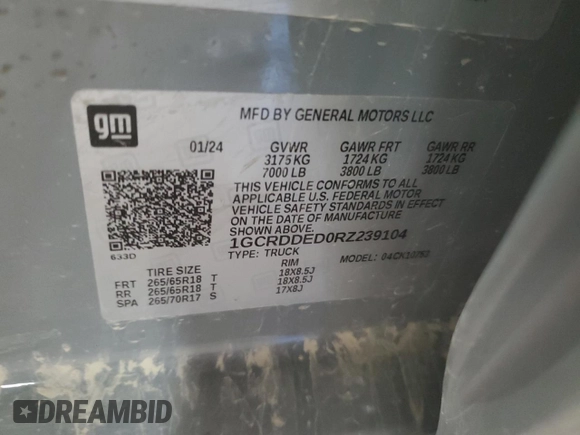 gm
MFD BY GENERAL MOTORS LLC
01/24 GVWR GAWR FRT GAWR RR
3175 KG 1724 KG 1724 KG
7000 LB 3800 LB 3800 LB
THIS VEHICLE CONFORMS TO ALL
APPLICABLE U.S. FEDERAL MOTOR
VEHICLE SAFETY STANDARDS IN EFFECT
ON THE DATE OF MANUFACTURE
SHOWN ABOVE.
1GCRDDED0RZ239104
633D
TYPE: TRUCK MODEL:
TIRE SIZE RIM
FRT 265/65R18 T 18X8.5J
RR 265/65R18 T 18X8.5J
SPA 265/70R17 S 17X8J
DREAMBID